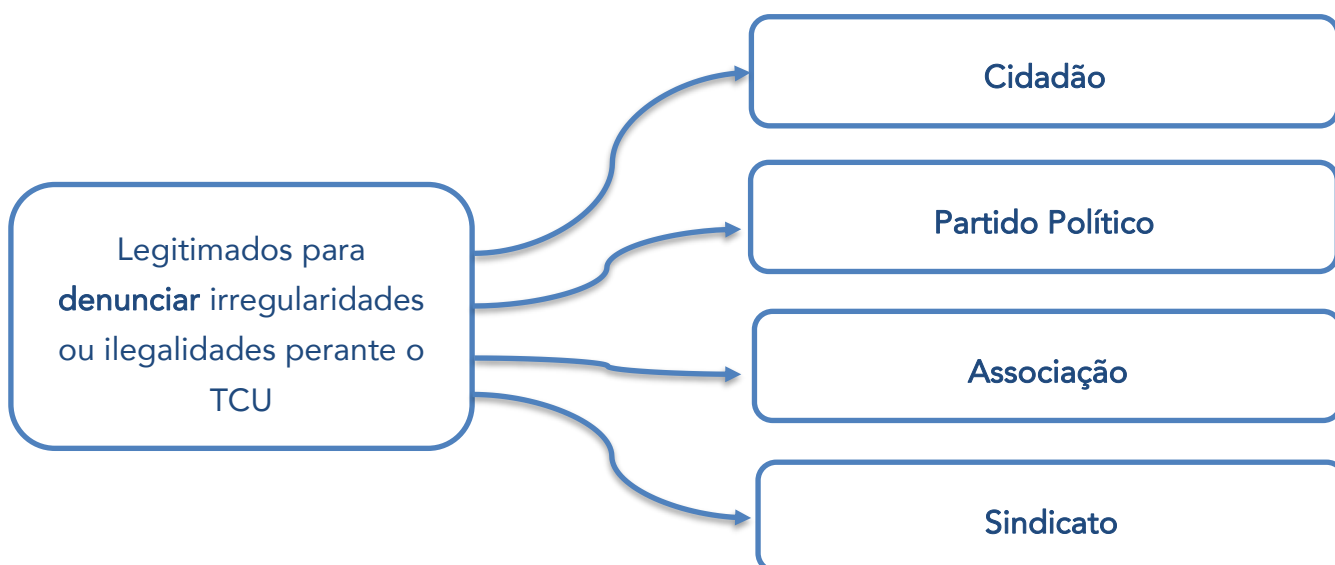 Legitimados para
denunciar irregularidades
ou ilegalidades perante o
TCU
Cidadão
Partido Político
Associação
Sindicato